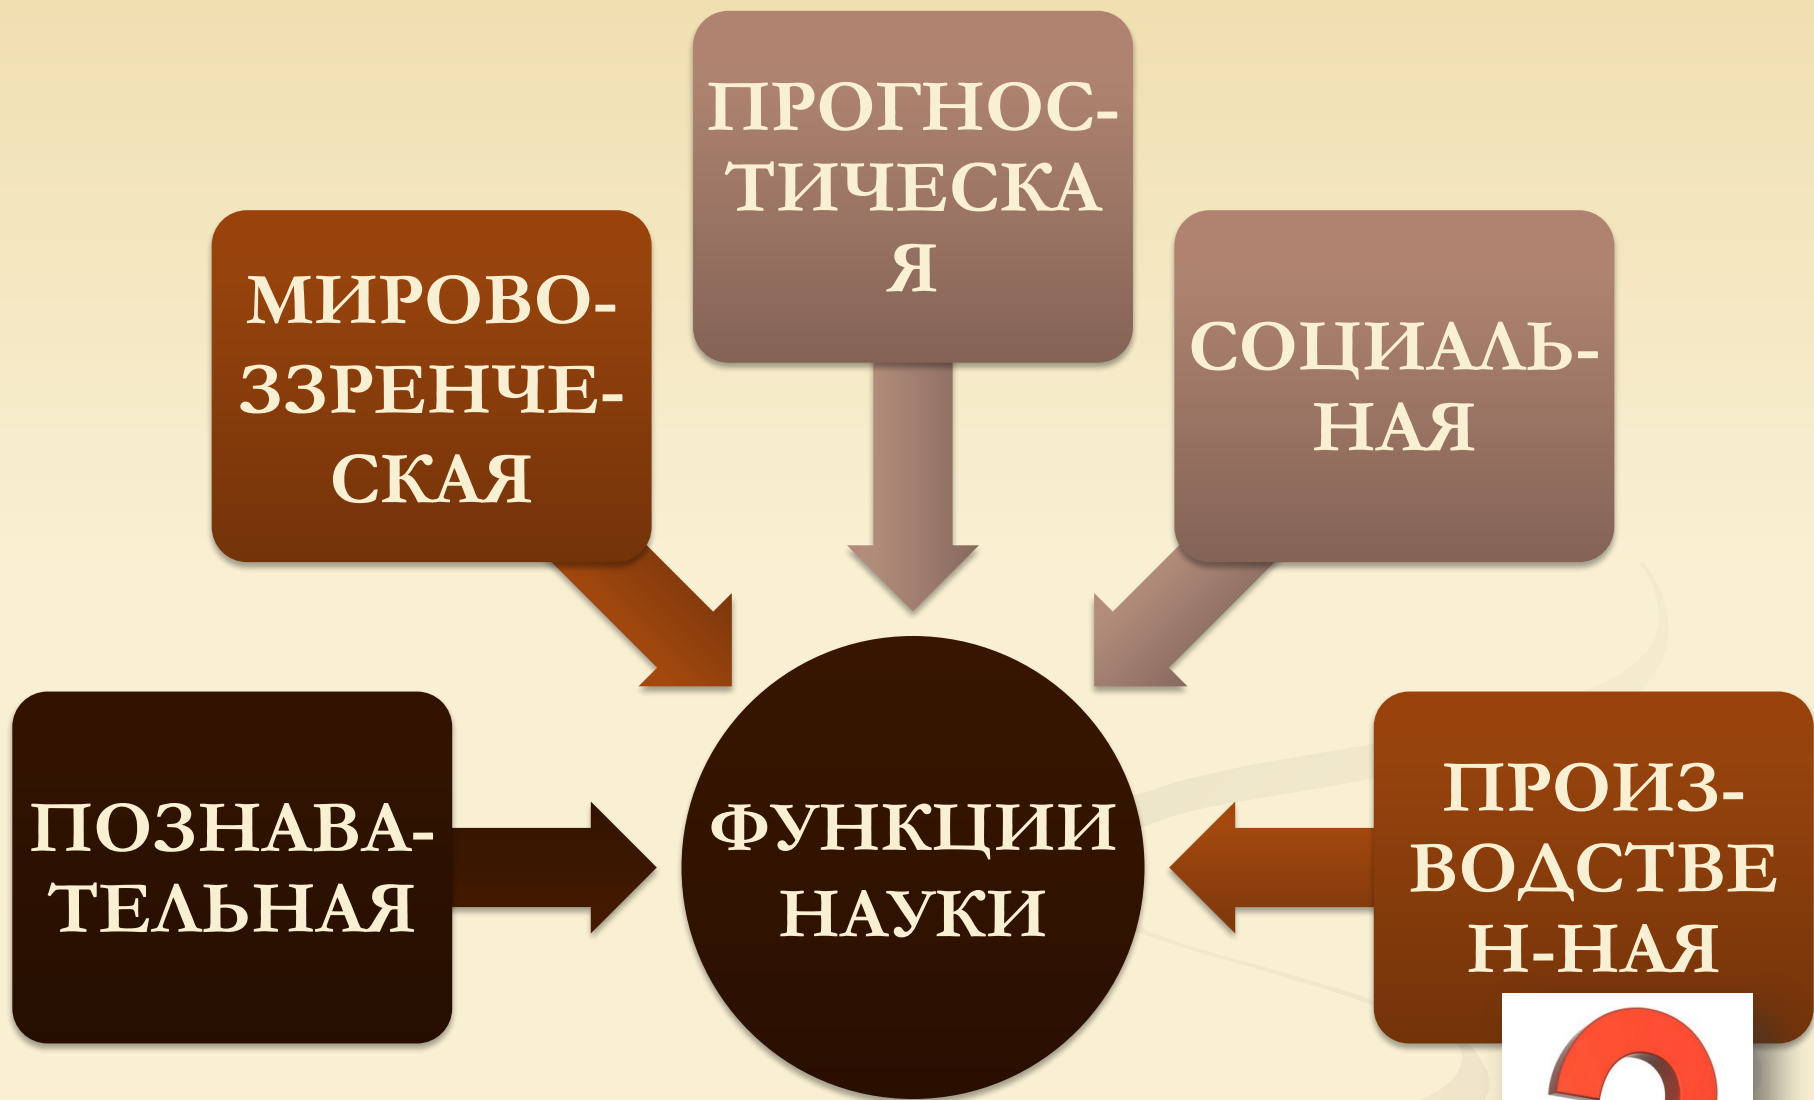 ПРОГНОС-
ТИЧЕСКА
Я
МИРОВО-
ЗЗРЕНЧЕ-
СКАЯ
СОЦИАЛЬ-
НАЯ
ПОЗНАВА-
ТЕЛЬНАЯ
ФУНКЦИИ
НАУКИ
ПРОИЗ-
ВОДСТВЕ
Н-НАЯ